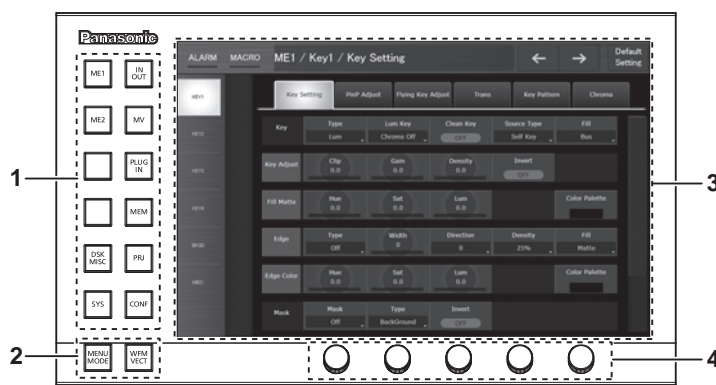 Panasonic
ME1
IN OUT
ME2
MV
PLUG IN
MEM
DSK MISC
PRJ
SYS
CONF
MENU MODE
WFM VECT
1
2
3
4
ALARM MACRO ME1 / Key1 / Key Setting ← → Default Setting
KEY1
KEY2
KEY3
KEY4
BKGD
Key Setting PinP Adjust Flying Key Adjust Trans Key Pattern Chroma
Key Type Lum Lum Key Chroma Off Clean Key OFF Source Type Self Key Fill Bus
Key Adjust Clip 0.0 Gain 0.0 Density 0.0 Invert OFF
Fill Matte Hue 0.0 Sat 0.0 Lum 0.0 Color Palette
Edge Type Off Width 0 Direction 0 Density 25% Fill Matte
Edge Color Hue 0.0 Sat 0.0 Lum 0.0 Color Palette
Mask Mask Off Type BackGround Invert OFF